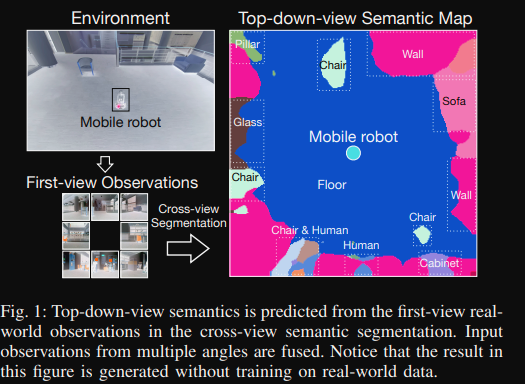 Environment
Top-down-view Semantic Map
Mobile robot
First-view Observations
Cross-view
Segmentation
Pillar
Chair
Wall
Sofa
Glass
Mobile robot
Chair
Floor
Wall
Chair
Chair & Human
Human
Cabinet
Fig. 1: Top-down-view semantics is predicted from the first-view real-
world observations in the cross-view semantic segmentation. Input
observations from multiple angles are fused. Notice that the result in
this figure is generated without training on real-world data.